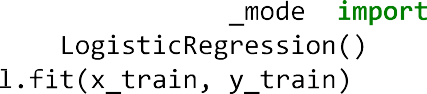 _mode import
LogisticRegression()
l.fit(x_train, y_train)